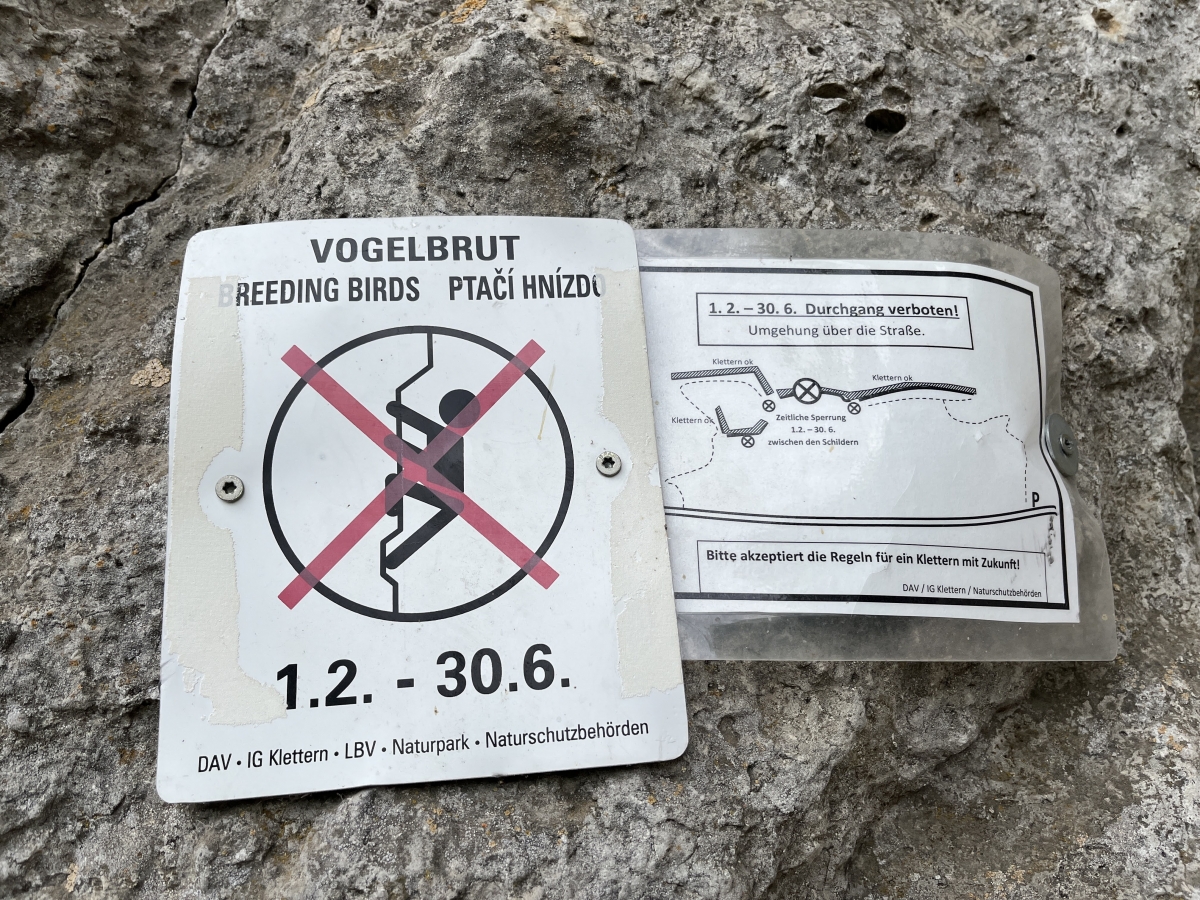 VOGELBRUT
BREEDING BIRDS PTAČÍ HNÍZDO
1.2. - 30.6.
DAV • IG Klettern • LBV • Naturpark • Naturschutzbehörden
1. 2. – 30. 6. Durchgang verboten!
Umgehung über die Straße.
Klettern ok
Klettern ok
Klettern ok
Zeitliche Sperrung
1.2. – 30. 6.
zwischen den Schildern
P
Bitte akzeptiert die Regeln für ein Klettern mit Zukunft!
DAV / IG Klettern / Naturschutzbehörden